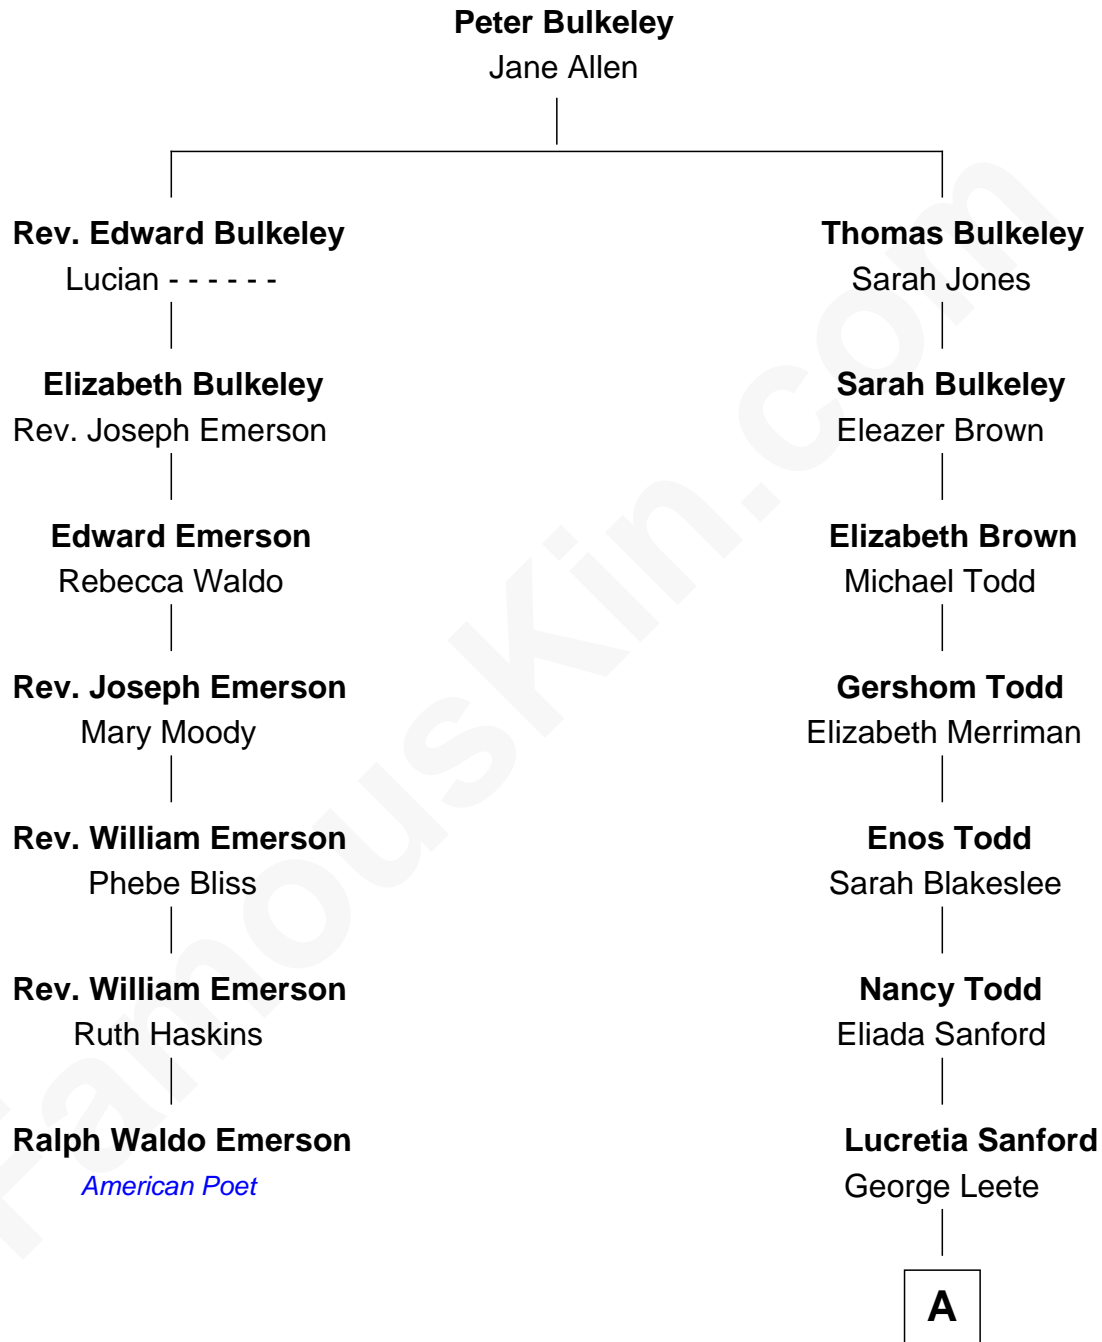 Peter Bulkeley
Jane Allen
Rev. Edward Bulkeley
Lucian - - - - - -
Elizabeth Bulkeley
Rev. Joseph Emerson
Edward Emerson
Rebecca Waldo
Rev. Joseph Emerson
Mary Moody
Rev. William Emerson
Phebe Bliss
Rev. William Emerson
Ruth Haskins
Ralph Waldo Emerson
American Poet
Thomas Bulkeley
Sarah Jones
Sarah Bulkeley
Eleazer Brown
Elizabeth Brown
Michael Todd
Gershom Todd
Elizabeth Merriman
Enos Todd
Sarah Blakeslee
Nancy Todd
Eliada Sanford
Lucretia Sanford
George Leete
A
FamousKin.com